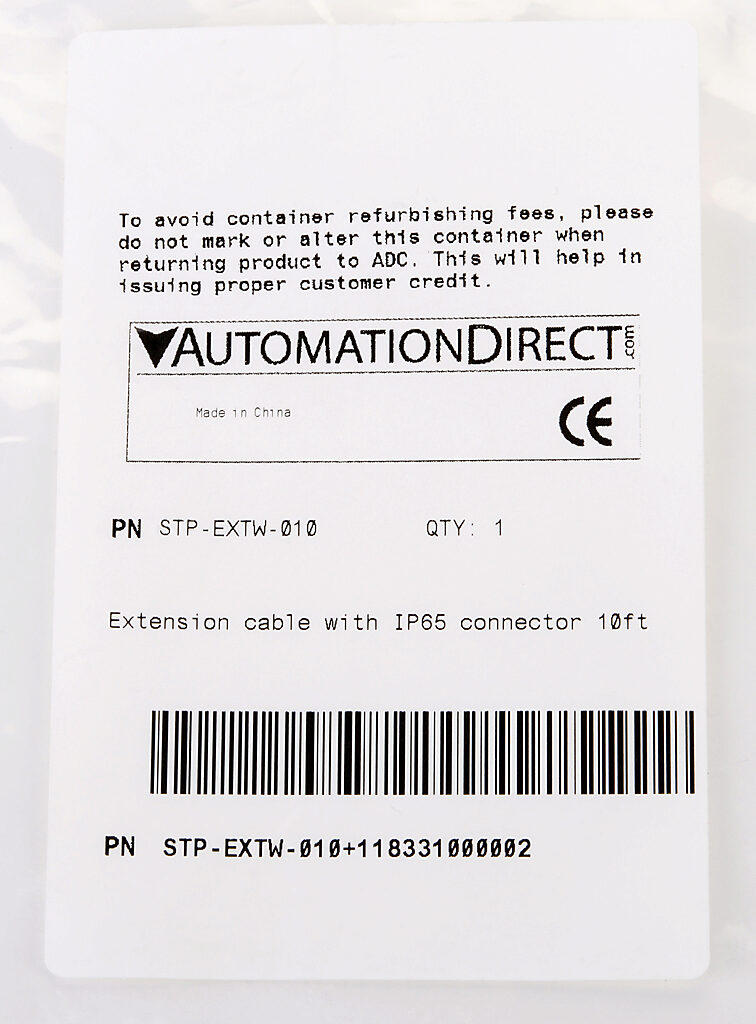 To avoid container refurbishing fees, please
do not mark or alter this container when
returning product to ADC. This will help in
issuing proper customer credit.
AUTOMATIONDIRECT.com
Made in China
CE
PN STP-EXTW-010 QTY: 1
Extension cable with IP65 connector 10ft
PN STP-EXTW-010+118331000002